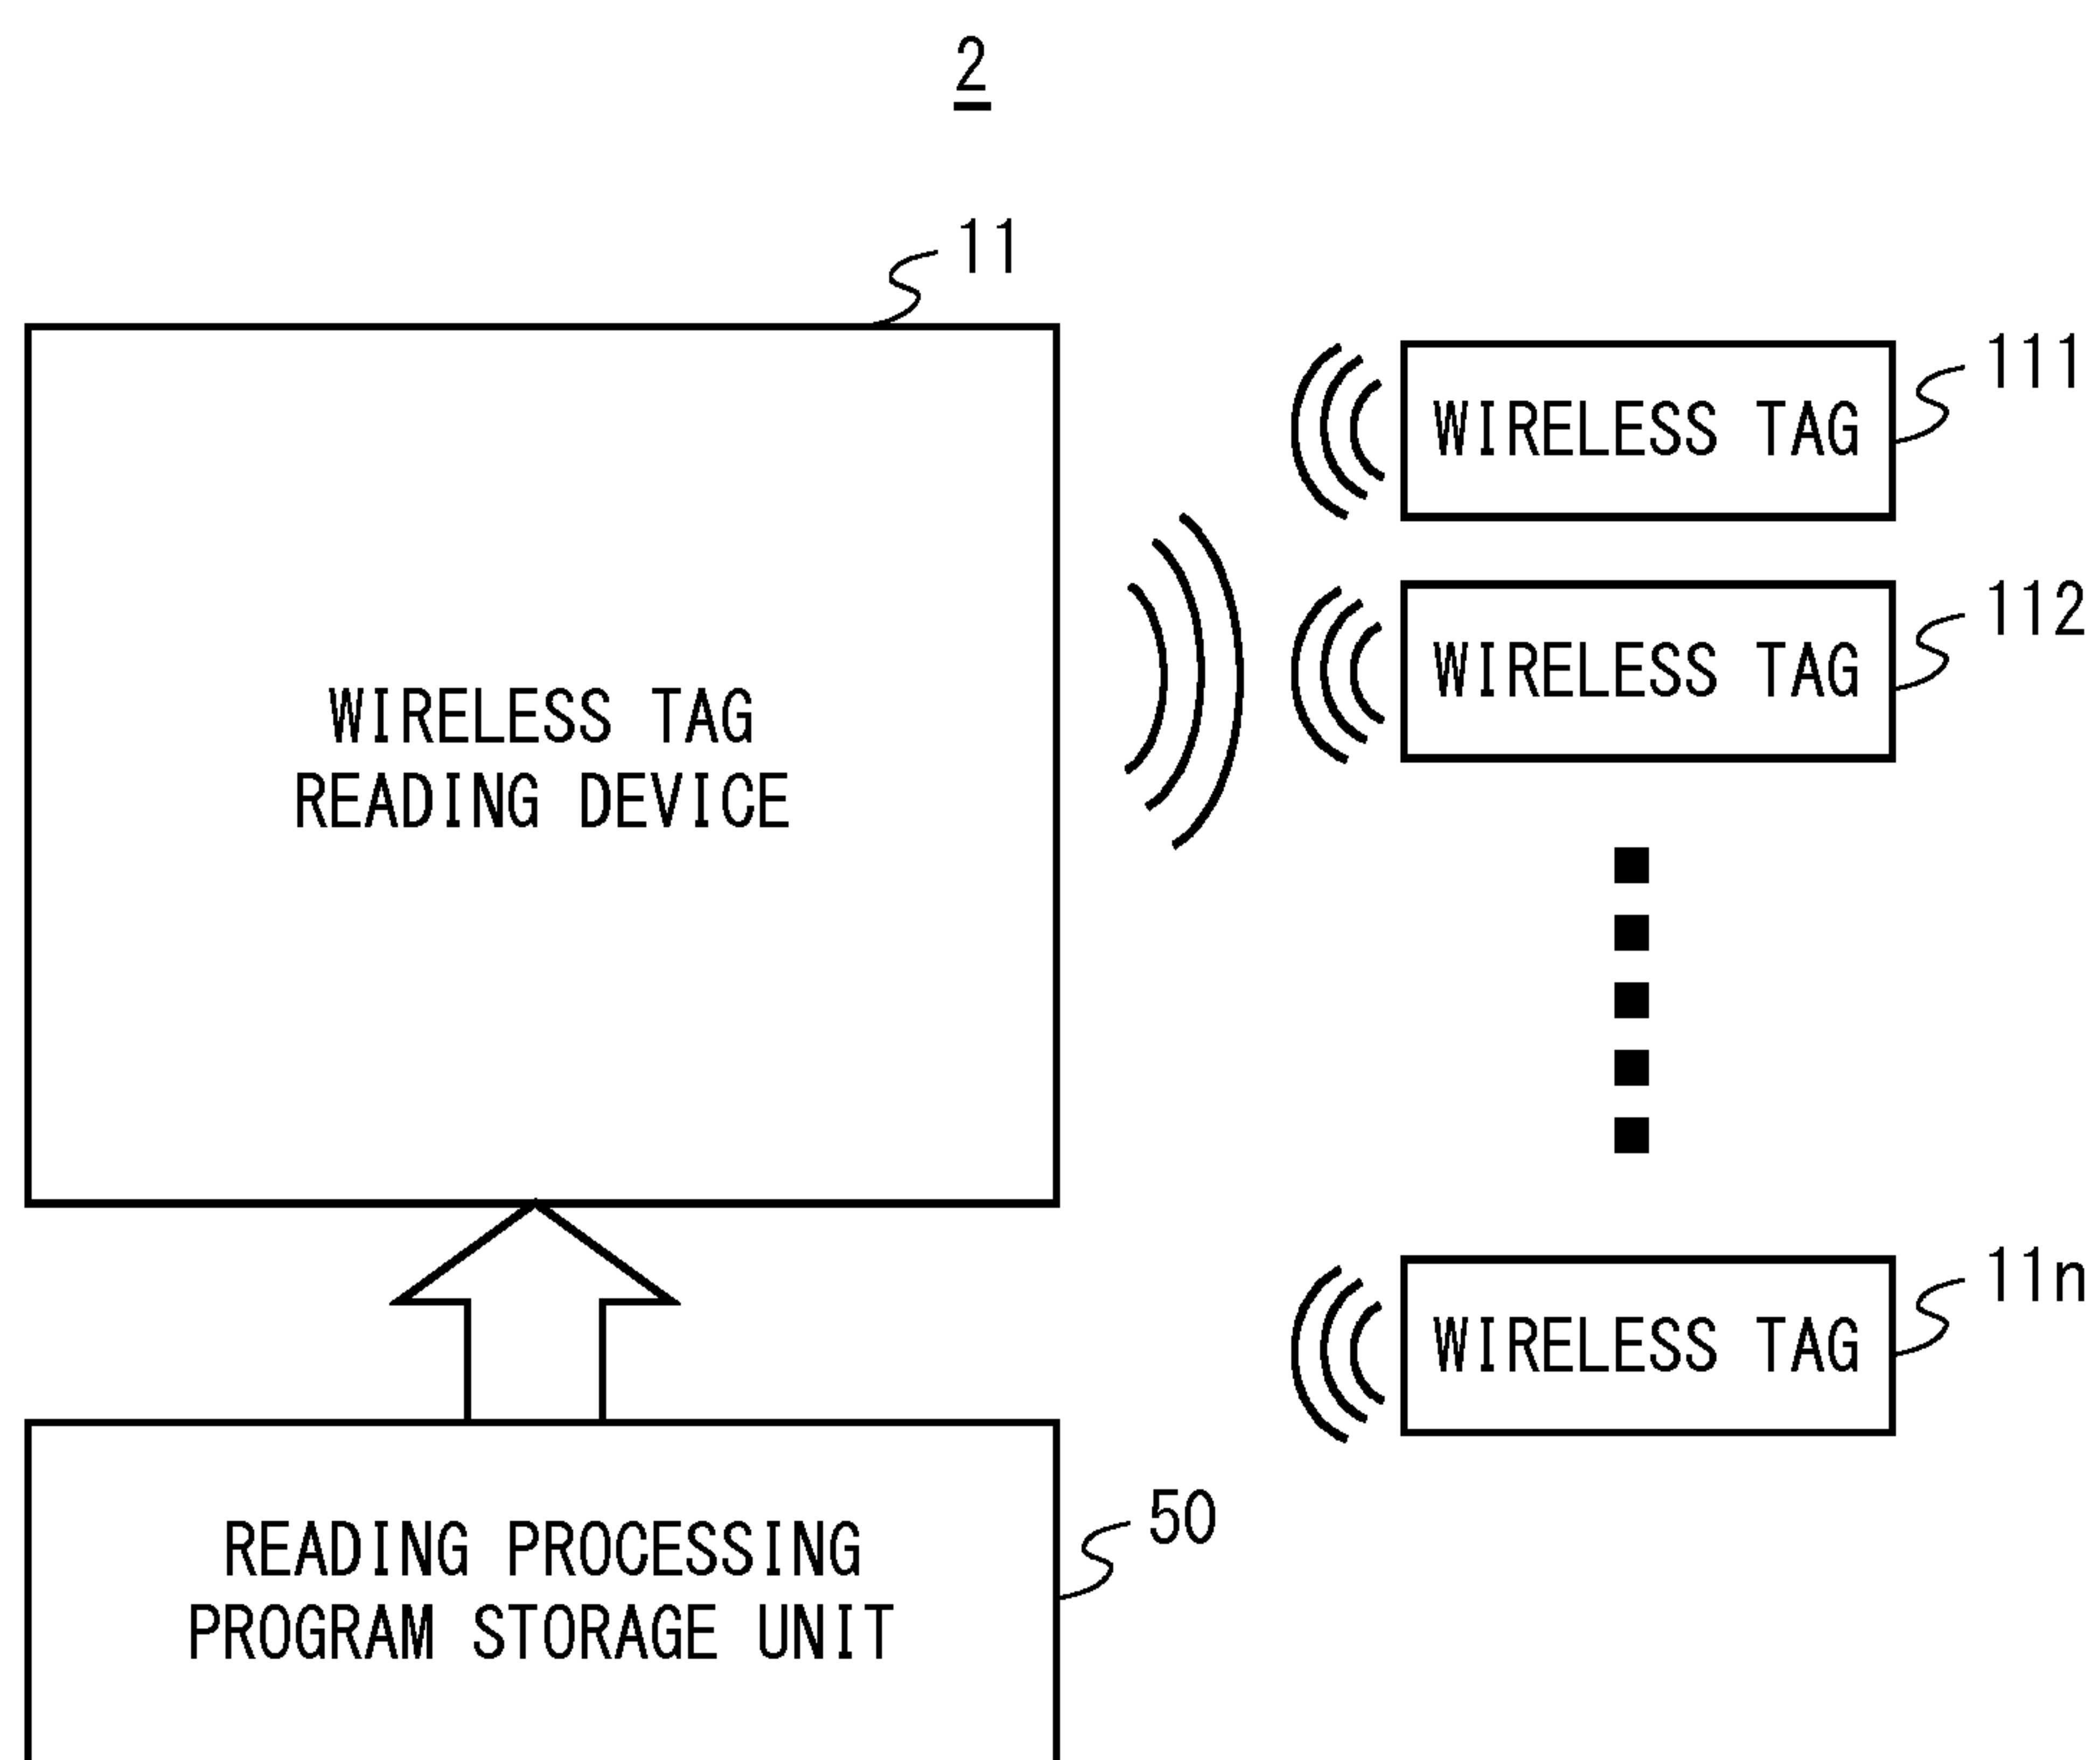 2
11
WIRELESS TAG
READING DEVICE
WIRELESS TAG
111
WIRELESS TAG
112
WIRELESS TAG
11n
READING PROCESSING
PROGRAM STORAGE UNIT
50